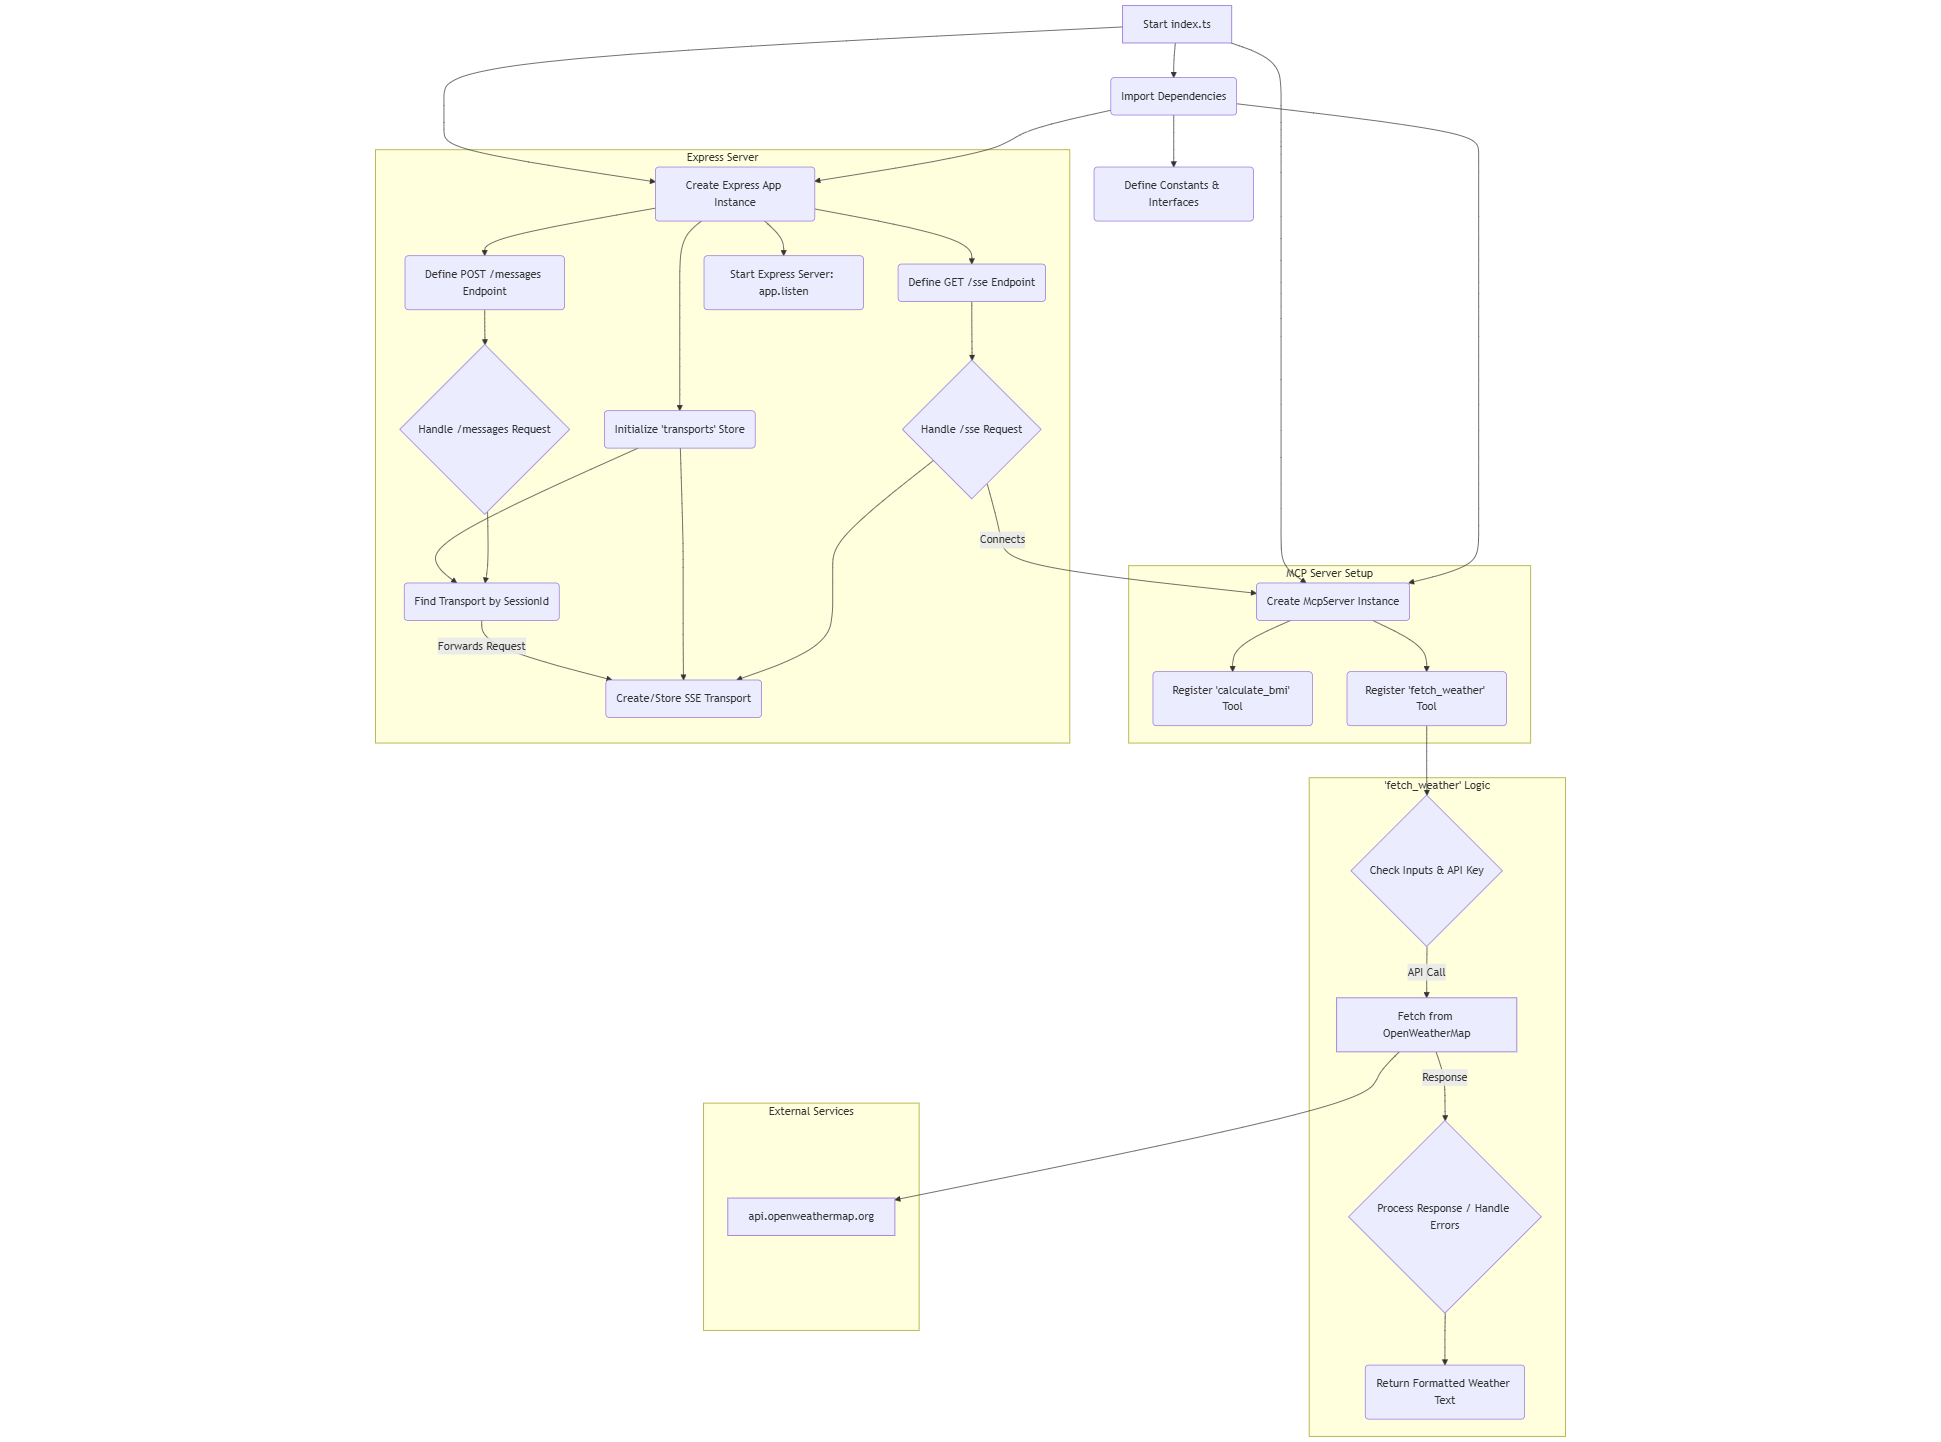 Start index.ts
Import Dependencies
Express Server
Create Express App
Instance
Define Constants &
Interfaces
Define POST /messages
Endpoint
Start Express Server:
app.listen
Define GET /sse Endpoint
Handle /messages Request
Initialize 'transports' Store
Handle /sse Request
Connects
MCP Server Setup
Find Transport by SessionId
Create McpServer Instance
Forwards Request
Create/Store SSE Transport
Register 'calculate_bmi'
Tool
Register 'fetch_weather'
Tool
'fetch_weather' Logic
Check Inputs & API Key
API Call
Fetch from
OpenWeatherMap
Response
External Services
api.openweathermap.org
Process Response / Handle
Errors
Return Formatted Weather
Text